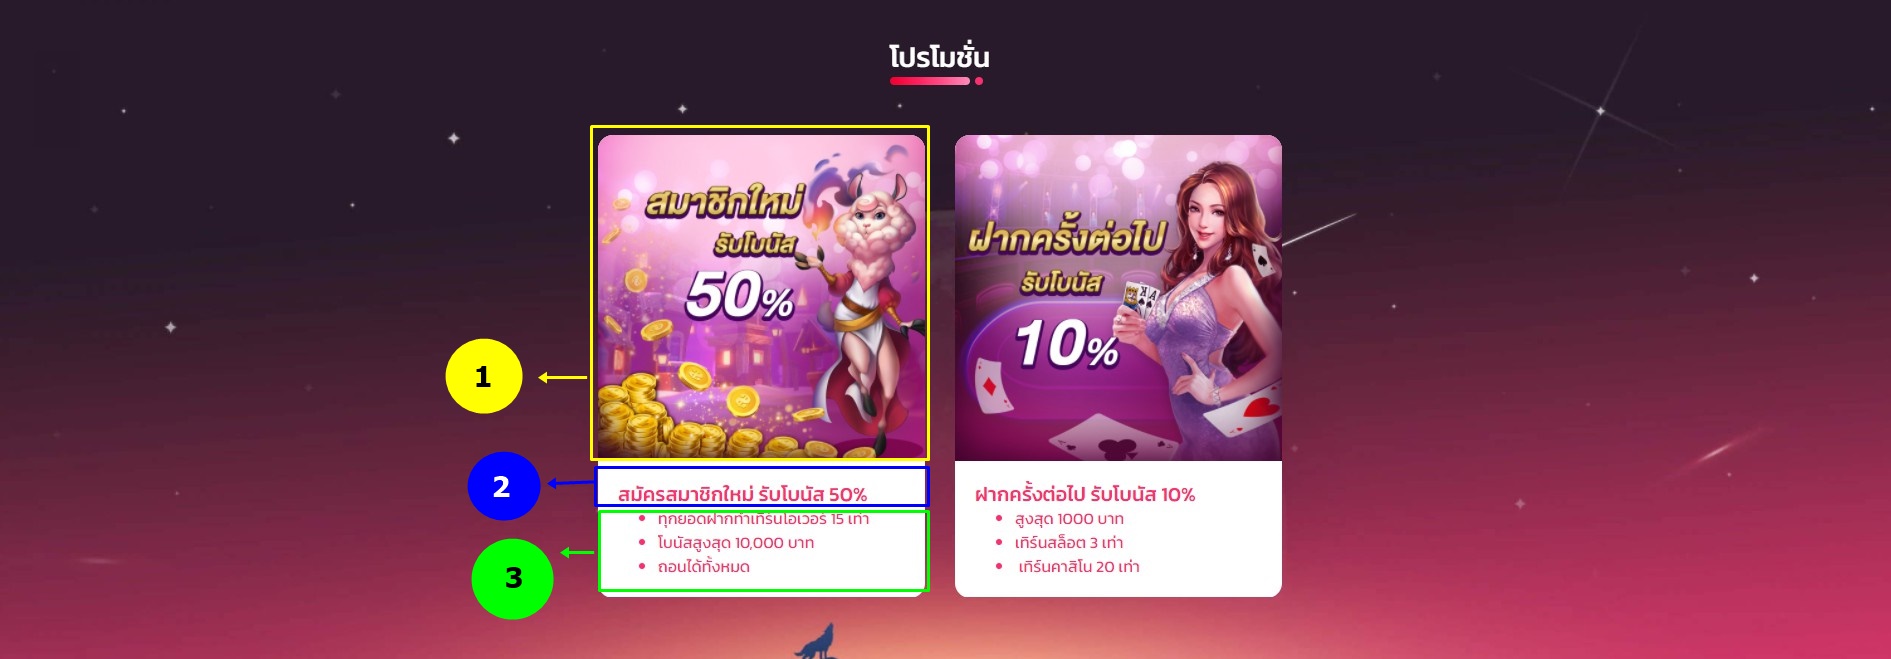 โปรโมชั่น
สมาชิกใหม่
รับโบนัส
50%
1
2
สมัครสมาชิกใหม่ รับโบนัส 50%
3
ทุกยอดฝากทำเทิร์นโอเวอร์ 15 เท่า
โบนัสสูงสุด 10,000 บาท
ถอนได้ทั้งหมด
ฝากครั้งต่อไป
รับโบนัส
10%
A K
ฝากครั้งต่อไป รับโบนัส 10%
สูงสุด 1000 บาท
เทิร์นสล็อต 3 เท่า
เทิร์นคาสิโน 20 เท่า